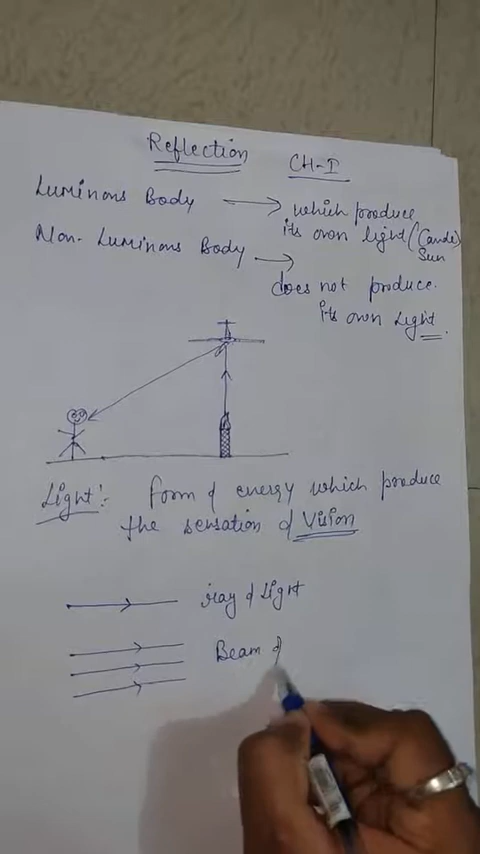 Reflection CH-I
Luminous Body → which produce
its own light (Candle)
Sun
Non-Luminous Body →
does not produce
its own Light.
Light:- form of energy which produce
the sensation of Vision
ray of Light
Beam of